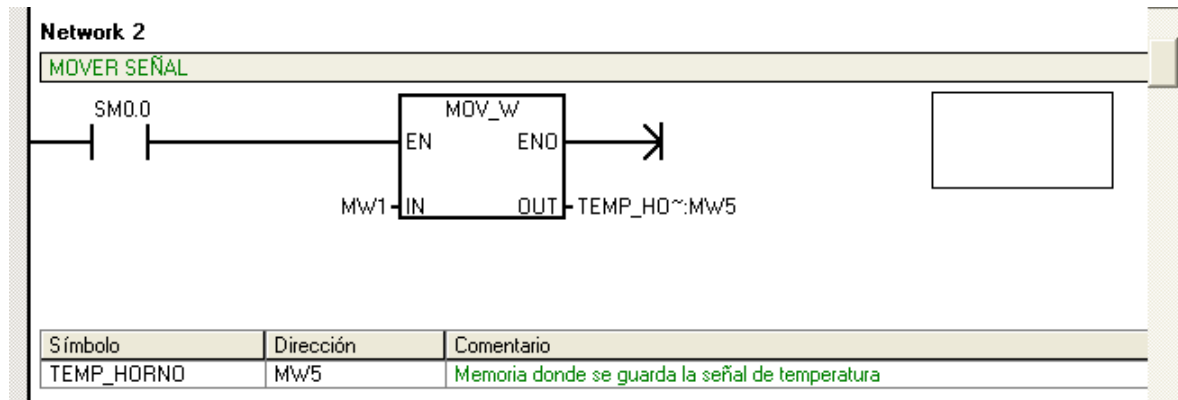 Network 2
MOVER SEÑAL
SM0.0
MOV_W
EN ENO
MW1 IN OUT TEMP_HO~:MW5
Símbolo Dirección Comentario
TEMP_HORNO MW5 Memoria donde se guarda la señal de temperatura